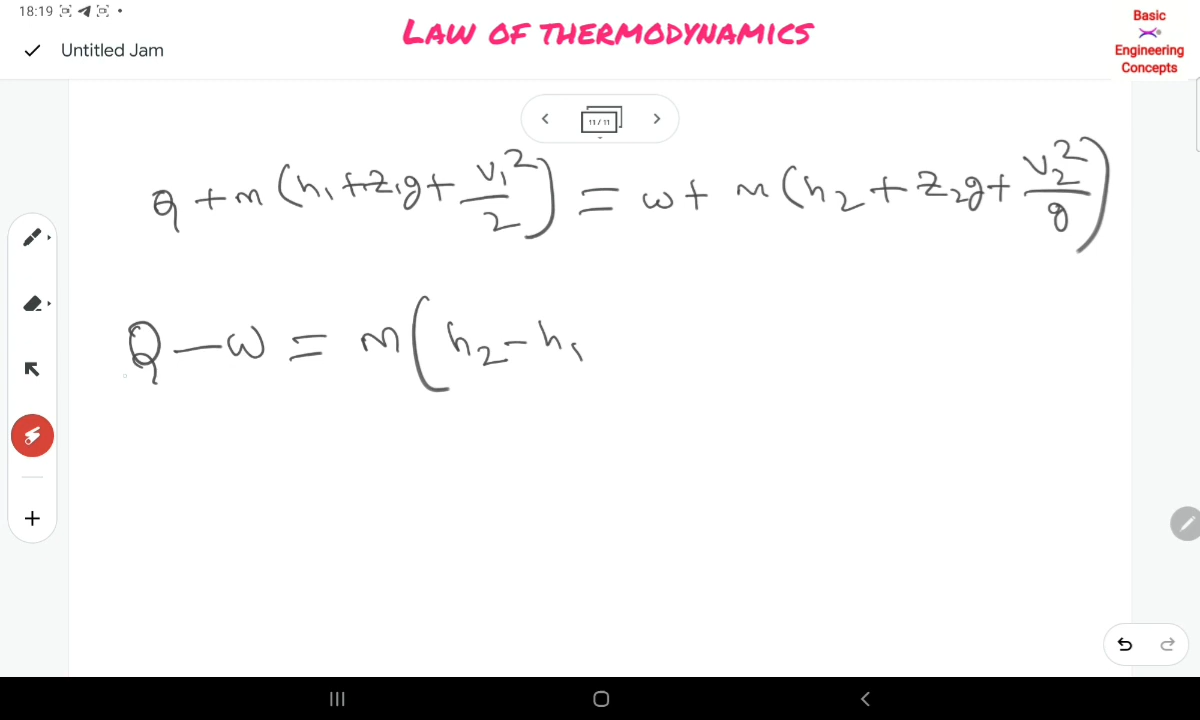 18:19
LAW OF THERMODYNAMICS
Basic
Engineering
Concepts
Untitled Jam
11 / 11
Q + m (h₁ + z₁g + v₁²/2) = w + m (h₂ + z₂g + v₂²/g)
Q − w = m ( h₂ − h₁